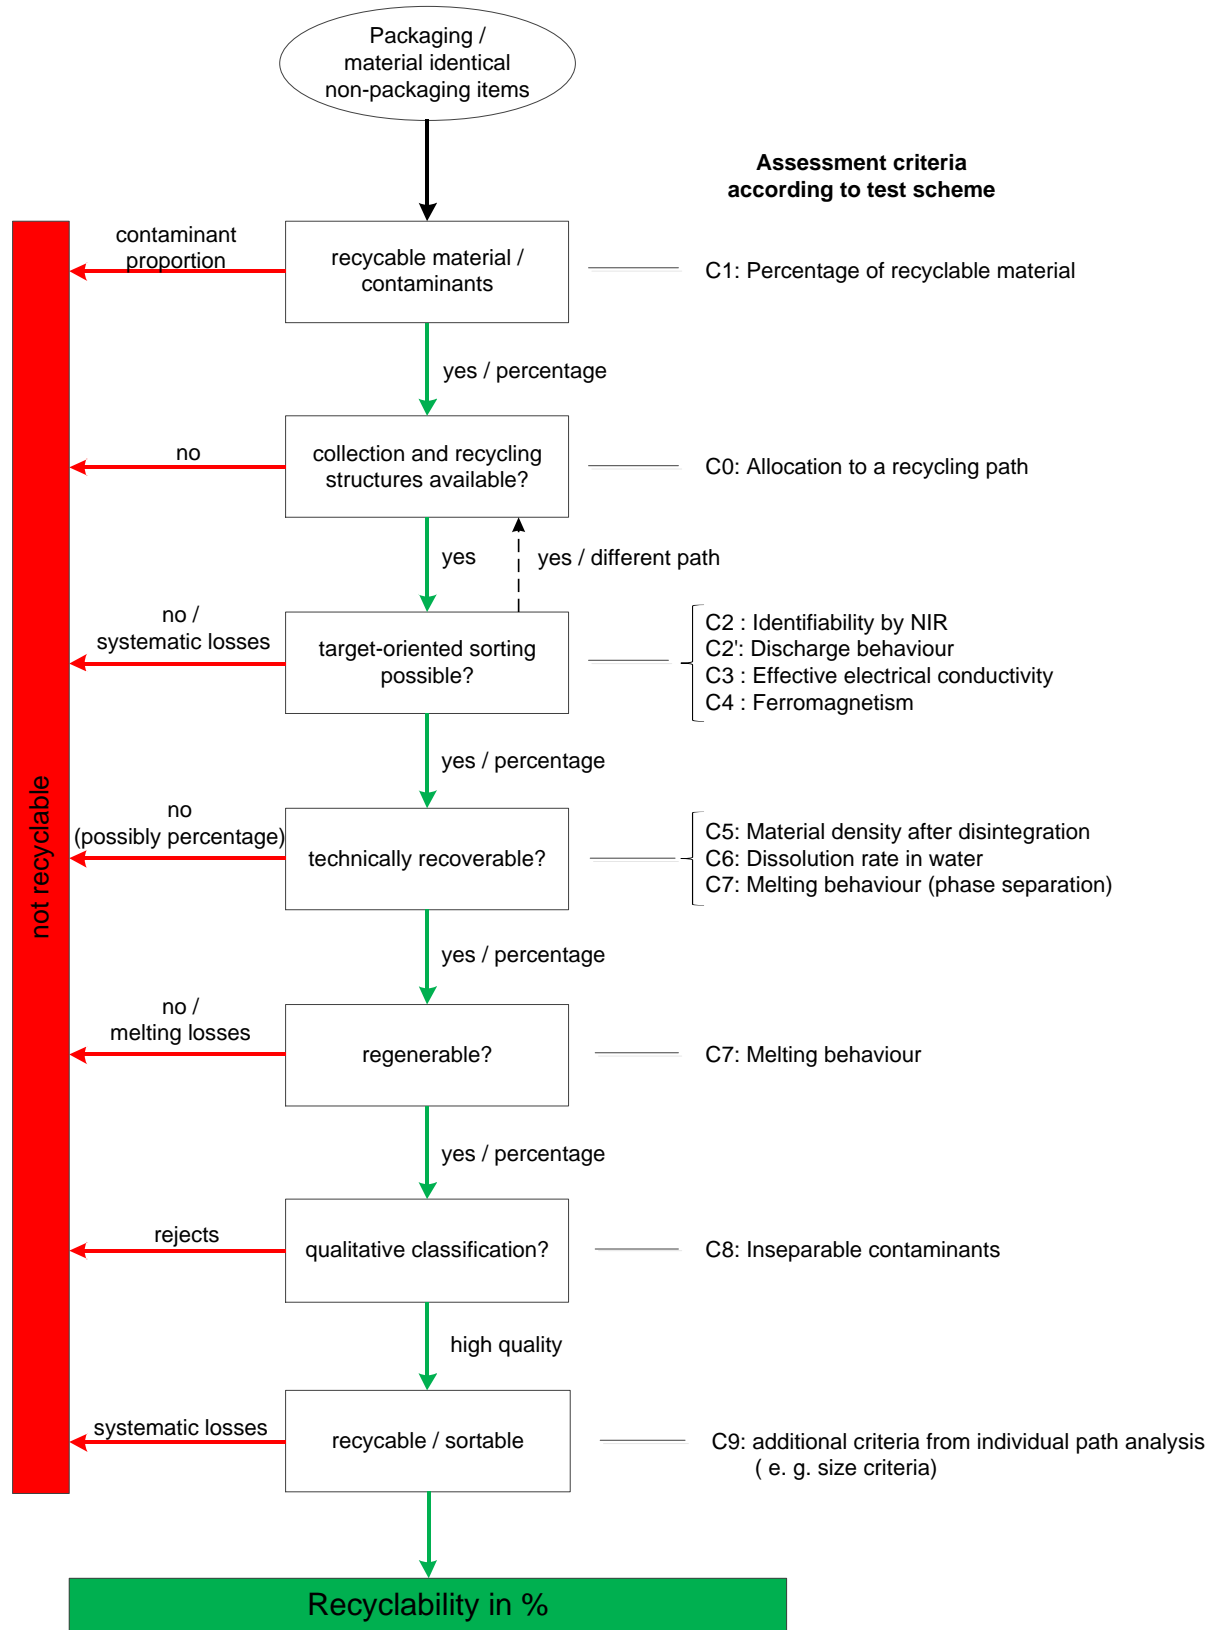 Packaging /
material identical
non-packaging items
Assessment criteria
according to test scheme
contaminant
proportion
recycable material /
contaminants
C1: Percentage of recyclable material
yes / percentage
no
collection and recycling
structures available?
C0: Allocation to a recycling path
yes
yes / different path
no /
systematic losses
target-oriented sorting
possible?
C2 : Identifiability by NIR
C2': Discharge behaviour
C3 : Effective electrical conductivity
C4 : Ferromagnetism
yes / percentage
not recyclable
no
(possibly percentage)
technically recoverable?
C5: Material density after disintegration
C6: Dissolution rate in water
C7: Melting behaviour (phase separation)
yes / percentage
no /
melting losses
regenerable?
C7: Melting behaviour
yes / percentage
rejects
qualitative classification?
C8: Inseparable contaminants
high quality
systematic losses
recycable / sortable
C9: additional criteria from individual path analysis
( e. g. size criteria)
Recyclability in %